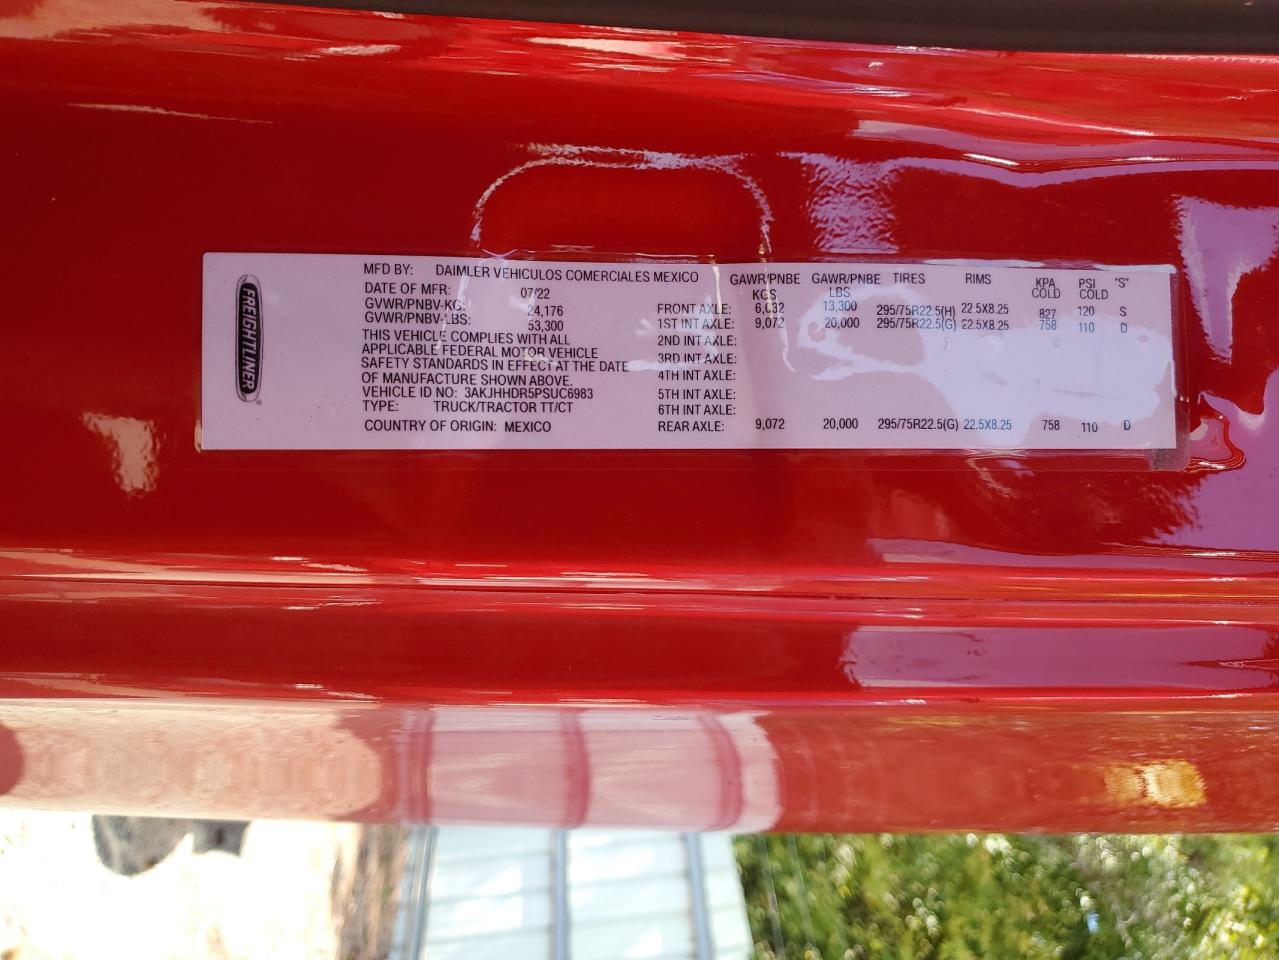 FREIGHTLINER
MFD BY: DAIMLER VEHICULOS COMERCIALES MEXICO
DATE OF MFR: 07/22
GVWR/PNBV-KG: 24,176
GVWR/PNBV-LBS: 53,300
THIS VEHICLE COMPLIES WITH ALL
APPLICABLE FEDERAL MOTOR VEHICLE
SAFETY STANDARDS IN EFFECT AT THE DATE
OF MANUFACTURE SHOWN ABOVE.
VEHICLE ID NO: 3AKJHHDR5PSUC6983
TYPE: TRUCK/TRACTOR TT/CT
COUNTRY OF ORIGIN: MEXICO
GAWR/PNBE GAWR/PNBE TIRES RIMS KPA PSI "S"
KGS LBS COLD COLD
FRONT AXLE: 6,032 13,300 295/75R22.5(H) 22.5X8.25 827 120 S
1ST INT AXLE: 9,072 20,000 295/75R22.5(G) 22.5X8.25 758 110 D
2ND INT AXLE:
3RD INT AXLE:
4TH INT AXLE:
5TH INT AXLE:
6TH INT AXLE:
REAR AXLE: 9,072 20,000 295/75R22.5(G) 22.5X8.25 758 110 D